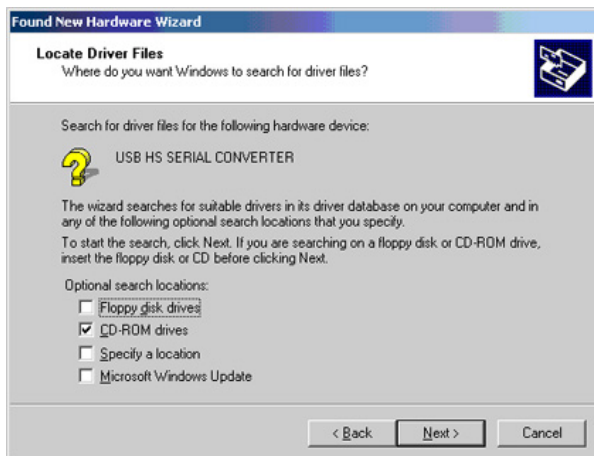 Found New Hardware Wizard
Locate Driver Files
Where do you want Windows to search for driver files?
Search for driver files for the following hardware device:
USB HS SERIAL CONVERTER
The wizard searches for suitable drivers in its driver database on your computer and in
any of the following optional search locations that you specify.
To start the search, click Next. If you are searching on a floppy disk or CD-ROM drive,
insert the floppy disk or CD before clicking Next.
Optional search locations:
Floppy disk drives
CD-ROM drives
Specify a location
Microsoft Windows Update
< Back Next > Cancel